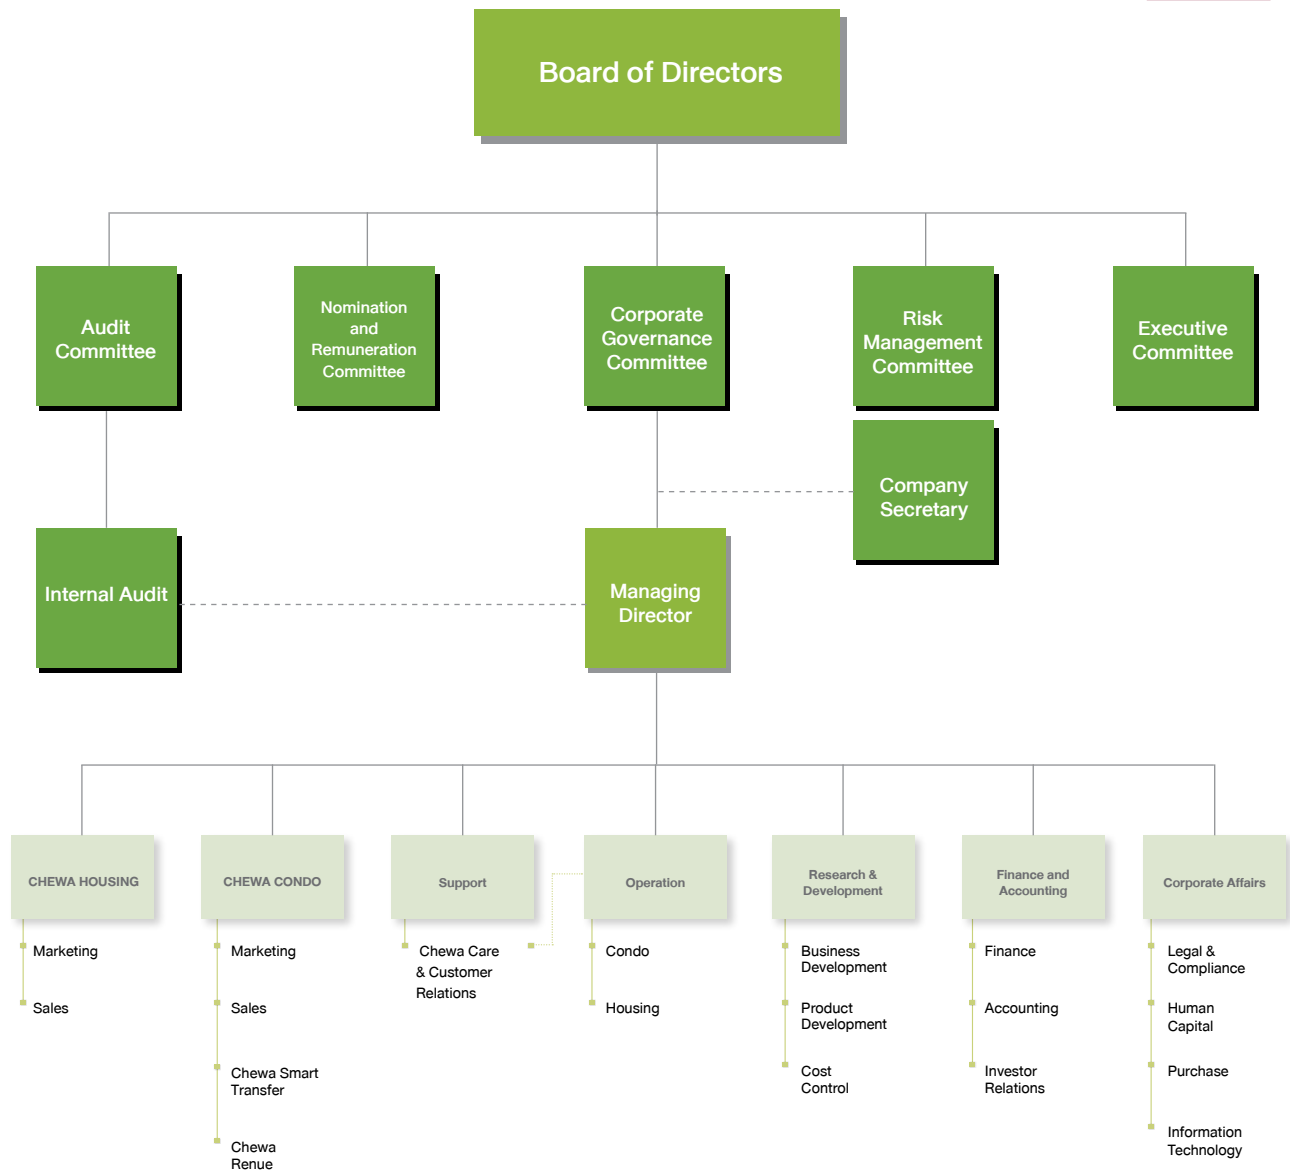 Board of Directors
Audit
Committee
Nomination
and
Remuneration
Committee
Corporate
Governance
Committee
Risk
Management
Committee
Executive
Committee
Company
Secretary
Internal Audit
Managing
Director
CHEWA HOUSING
Marketing
Sales
CHEWA CONDO
Marketing
Sales
Chewa Smart
Transfer
Chewa
Renue
Support
Chewa Care
& Customer
Relations
Operation
Condo
Housing
Research &
Development
Business
Development
Product
Development
Cost
Control
Finance and
Accounting
Finance
Accounting
Investor
Relations
Corporate Affairs
Legal &
Compliance
Human
Capital
Purchase
Information
Technology